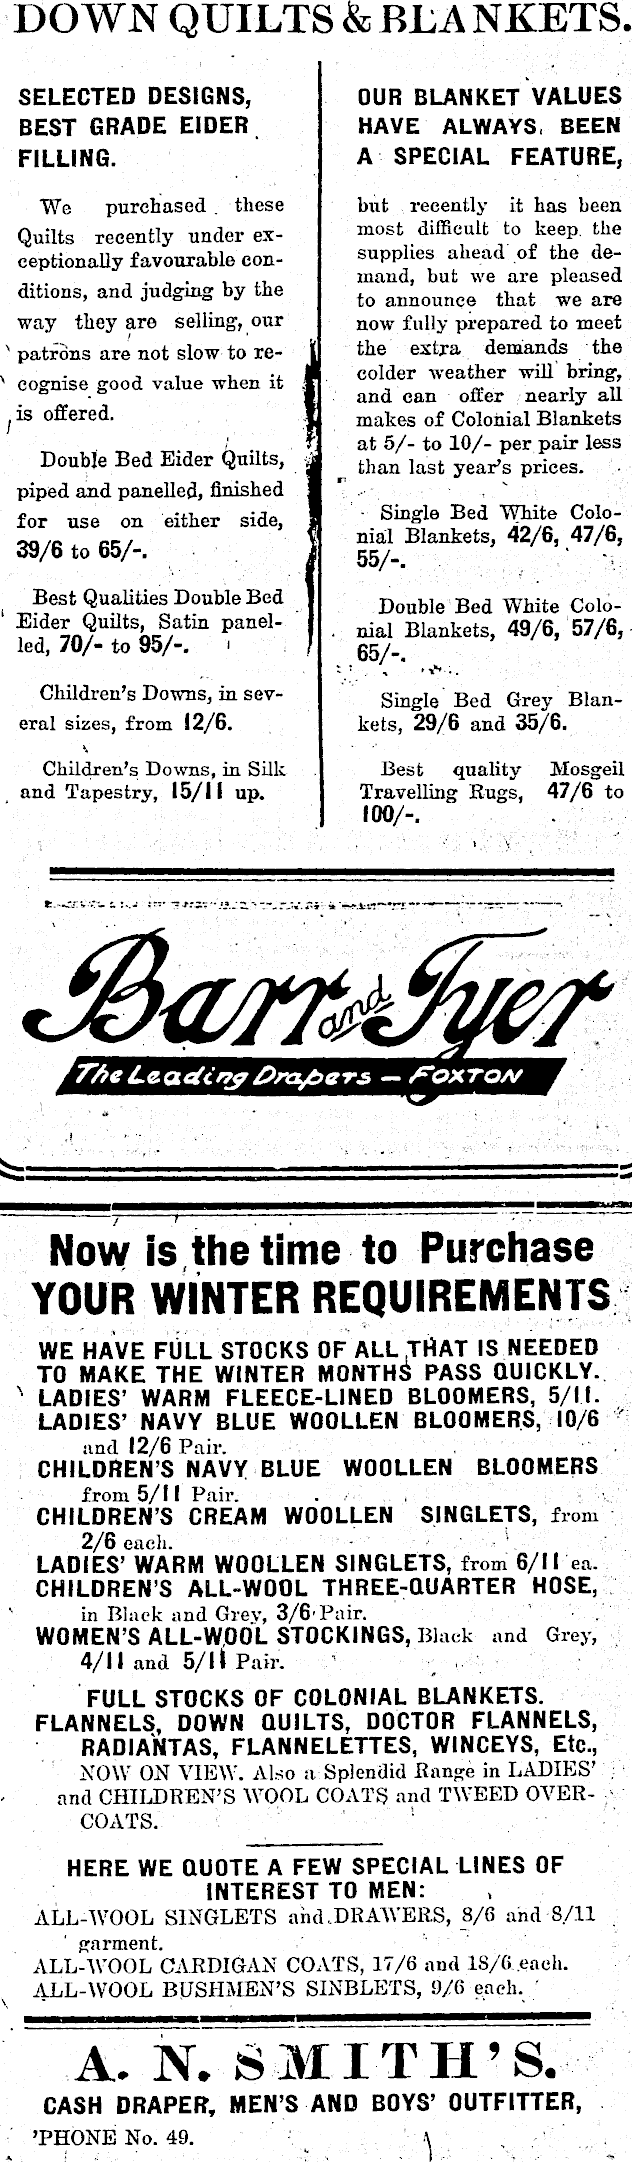 DOWN QUILTS & BLANKETS.
SELECTED DESIGNS,
BEST GRADE EIDER
FILLING.
We purchased these
Quilts recently under ex-
ceptionally favourable con-
ditions, and judging by the
way they are selling, our
patrons are not slow to re-
cognise good value when it
is offered.
Double Bed Eider Quilts,
piped and panelled, finished
for use on either side,
39/6 to 65/-.
Best Qualities Double Bed
Eider Quilts, Satin panel-
led, 70/- to 95/-.
Children's Downs, in sev-
eral sizes, from 12/6.
Children's Downs, in Silk
and Tapestry, 15/11 up.
OUR BLANKET VALUES
HAVE ALWAYS, BEEN
A SPECIAL FEATURE,
but recently it has been
most difficult to keep the
supplies ahead of the de-
mand, but we are pleased
to announce that we are
now fully prepared to meet
the extra demands the
colder weather will bring,
and can offer nearly all
makes of Colonial Blankets
at 5/- to 10/- per pair less
than last year's prices.
Single Bed White Colo-
nial Blankets, 42/6, 47/6,
55/-.
Double Bed White Colo-
nial Blankets, 49/6, 57/6,
65/-.
Single Bed Grey Blan-
kets, 29/6 and 35/6.
Best quality Mosgeil
Travelling Rugs, 47/6 to
100/-.
Barr and Tyer
The Leading Drapers — FOXTON
Now is the time to Purchase
YOUR WINTER REQUIREMENTS
WE HAVE FULL STOCKS OF ALL THAT IS NEEDED
TO MAKE THE WINTER MONTHS PASS QUICKLY.
LADIES' WARM FLEECE-LINED BLOOMERS, 5/11.
LADIES' NAVY BLUE WOOLLEN BLOOMERS, 10/6
and 12/6 Pair.
CHILDREN'S NAVY BLUE WOOLLEN BLOOMERS
from 5/11 Pair.
CHILDREN'S CREAM WOOLLEN SINGLETS, from
2/6 each.
LADIES' WARM WOOLLEN SINGLETS, from 6/11 ea.
CHILDREN'S ALL-WOOL THREE-QUARTER HOSE,
in Black and Grey, 3/6 Pair.
WOMEN'S ALL-WOOL STOCKINGS, Black and Grey,
4/11 and 5/11 Pair.
FULL STOCKS OF COLONIAL BLANKETS.
FLANNELS, DOWN QUILTS, DOCTOR FLANNELS,
RADIANTAS, FLANNELETTES, WINCEYS, Etc.,
NOW ON VIEW. Also a Splendid Range in LADIES'
and CHILDREN'S WOOL COATS and TWEED OVER-
COATS.
HERE WE QUOTE A FEW SPECIAL LINES OF
INTEREST TO MEN:
ALL-WOOL SINGLETS and DRAWERS, 8/6 and 8/11
garment.
ALL-WOOL CARDIGAN COATS, 17/6 and 18/6 each.
ALL-WOOL BUSHMEN'S SINBLETS, 9/6 each.
A. N. SMITH'S.
CASH DRAPER, MEN'S AND BOYS' OUTFITTER,
'PHONE No. 49.